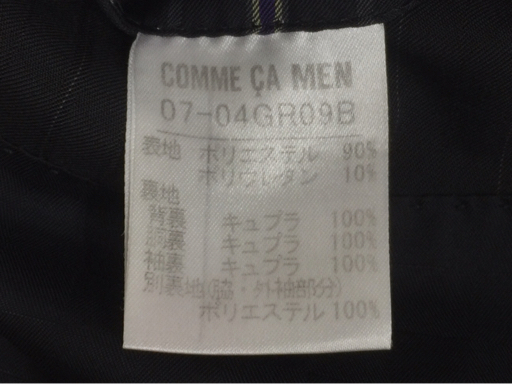 COMME ÇA MEN
07-04GR09B
表地 ポリエステル 90%
ポリウレタン 10%
裏地
背裏 キュプラ 100%
胴裏 キュプラ 100%
袖裏 キュプラ 100%
別裏地(脇・外袖部分)
ポリエステル 100%